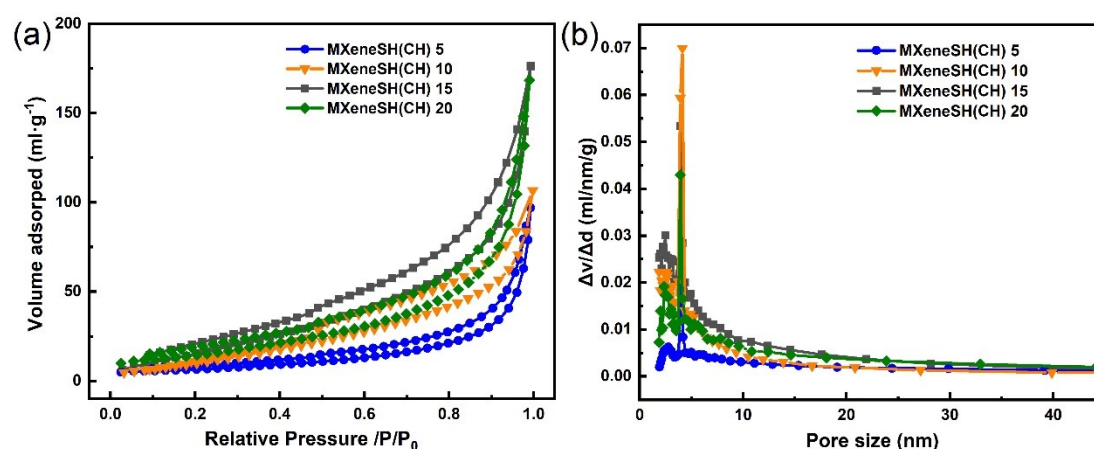 (a)
MXeneSH(CH) 5
MXeneSH(CH) 10
MXeneSH(CH) 15
MXeneSH(CH) 20
Volume adsorped (ml·g⁻¹)
200
150
100
50
0
0.0 0.2 0.4 0.6 0.8 1.0
Relative Pressure /P/P₀
(b)
MXeneSH(CH) 5
MXeneSH(CH) 10
MXeneSH(CH) 15
MXeneSH(CH) 20
Δv/Δd (ml/nm/g)
0.07
0.06
0.05
0.04
0.03
0.02
0.01
0.00
0 10 20 30 40
Pore size (nm)